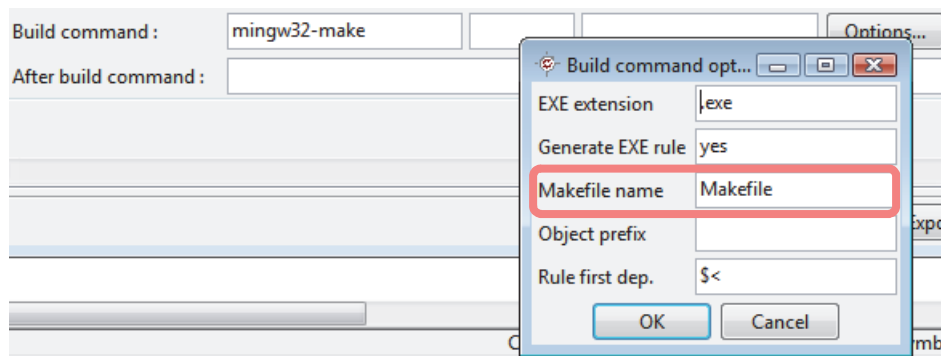 Build command :
mingw32-make
Options...
After build command :
Build command opt...
EXE extension
.exe
Generate EXE rule
yes
Makefile name
Makefile
Object prefix
Rule first dep.
$<
OK
Cancel